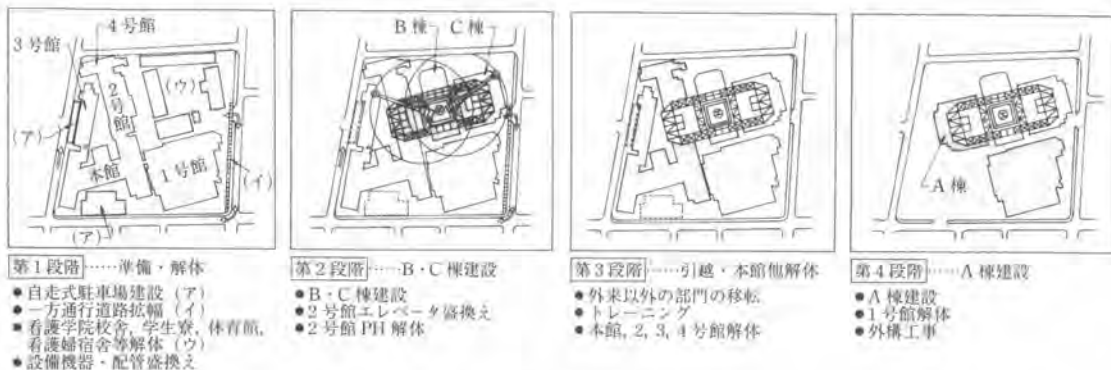 4号館
3号館
2号館
(ウ)
(ア)
本館
1号館
(イ)
(ア)
第1段階……準備・解体
●自走式駐車場建設(ア)
●一方通行道路拡幅(イ)
●看護学院校舎,学生寮,体育館,
看護婦宿舎等解体(ウ)
●設備機器・配管盛換え
B棟 C棟
第2段階……B・C棟建設
●B・C棟建設
●2号館エレベータ盛換え
●2号館PH解体
第3段階……引越・本館他解体
●外来以外の部門の移転
●トレーニング
●本館,2,3,4号館解体
A棟
第4段階……A棟建設
●A棟建設
●1号館解体
●外構工事